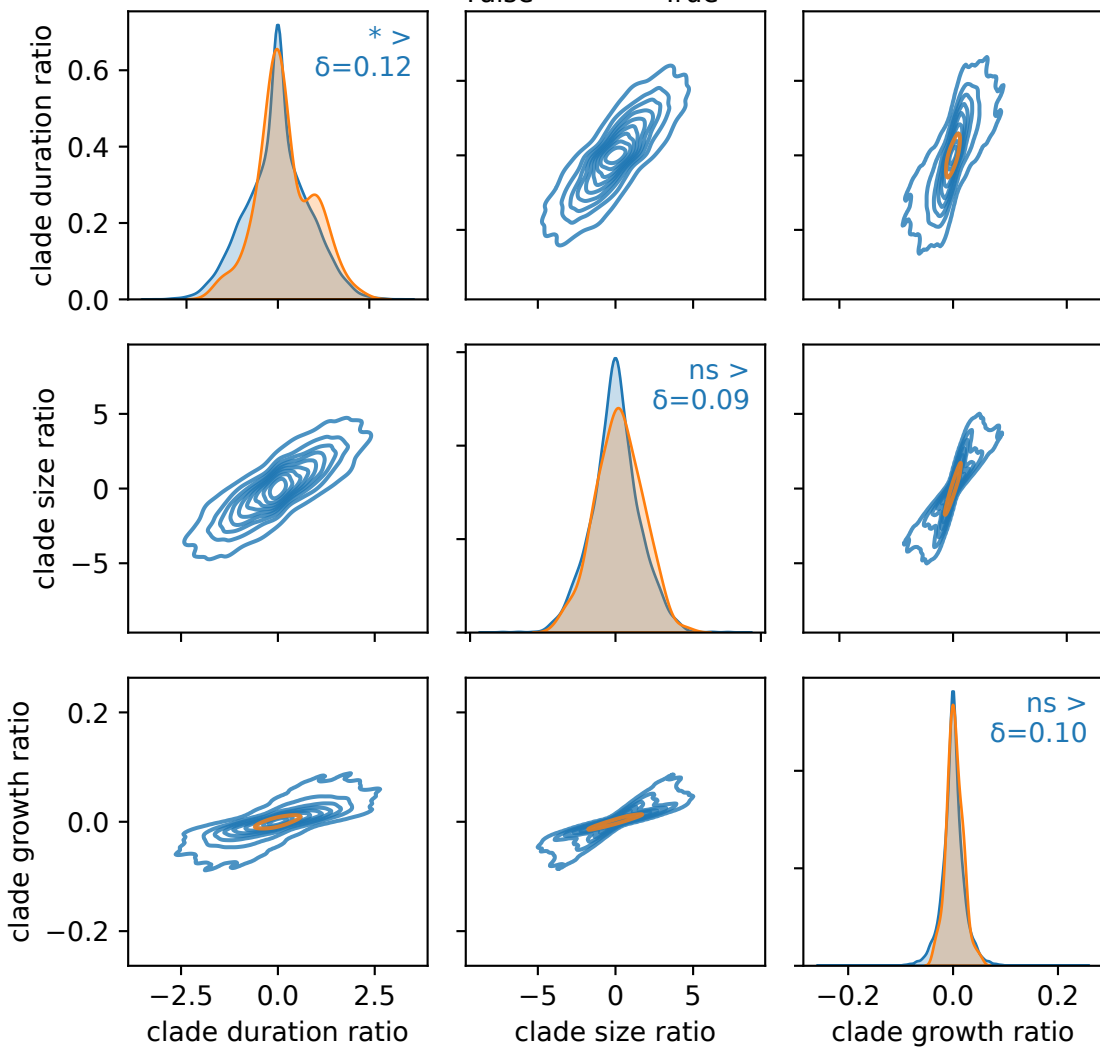 clade duration ratio
0.6
0.4
0.2
0.0
* >
δ=0.12
clade size ratio
5
0
−5
ns >
δ=0.09
clade growth ratio
0.2
0.0
−0.2
ns >
δ=0.10
−2.5 0.0 2.5
−5 0 5
−0.2 0.0 0.2
clade duration ratio
clade size ratio
clade growth ratio